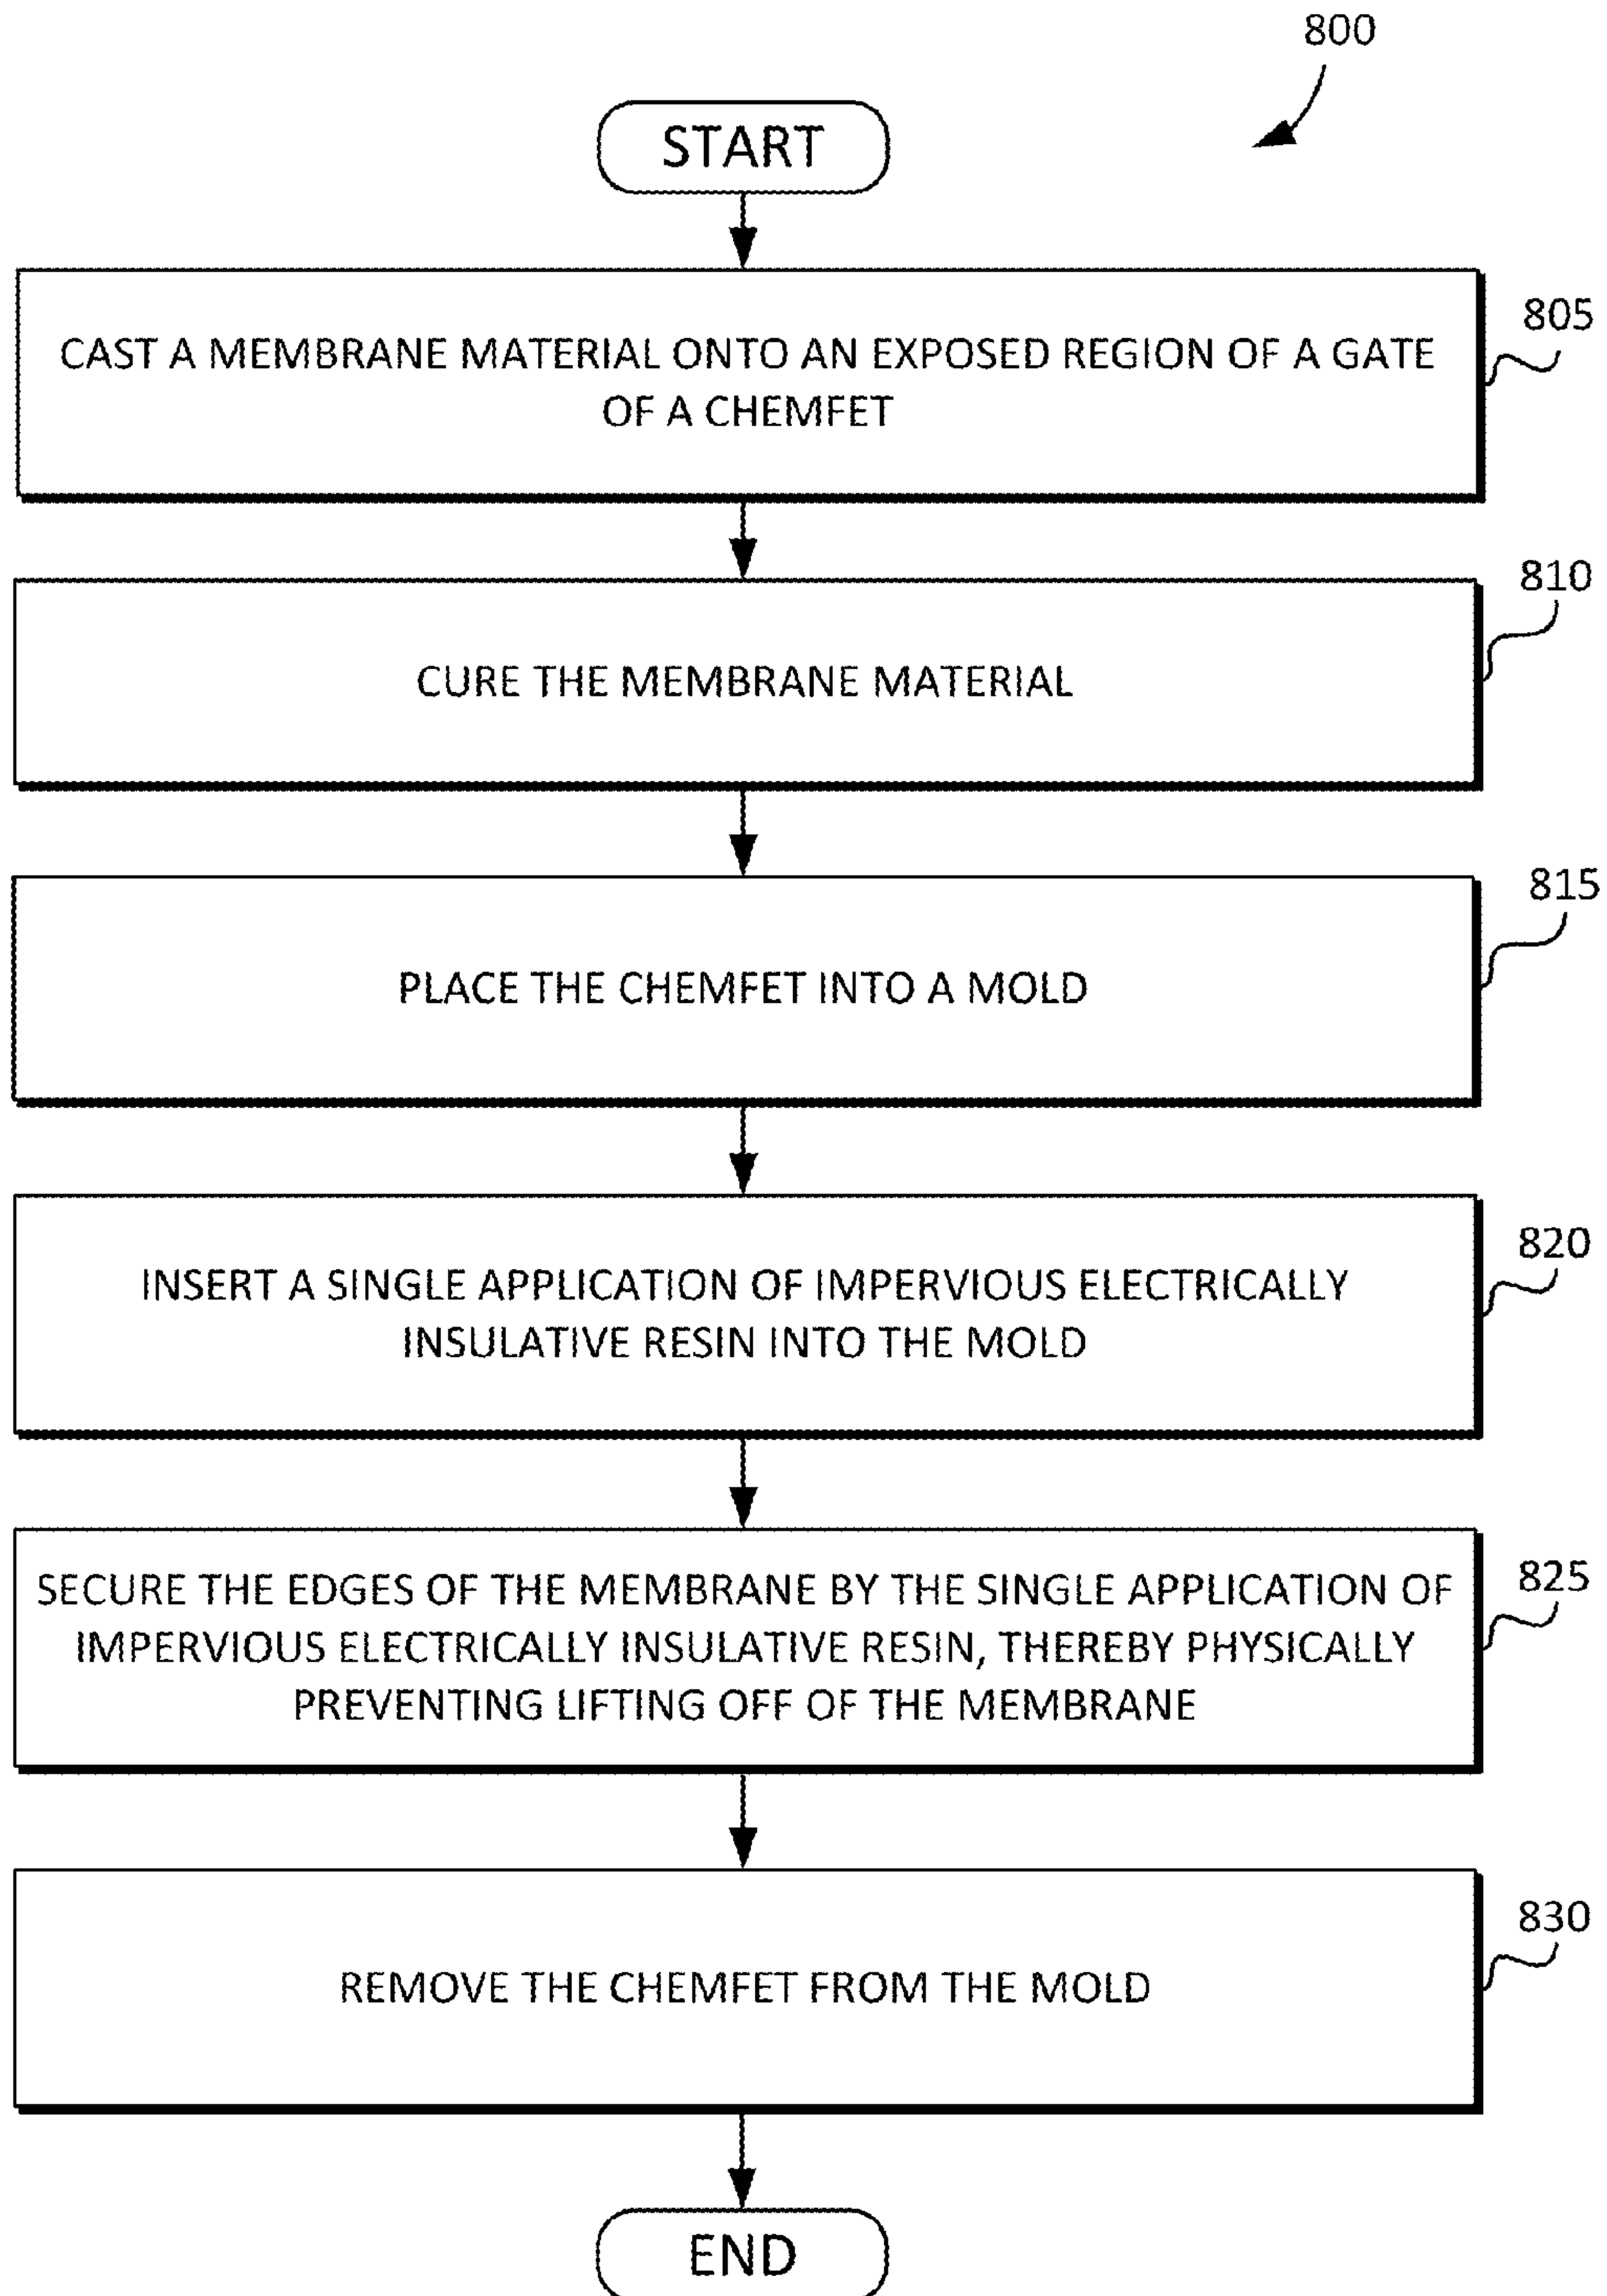 800
START
805
CAST A MEMBRANE MATERIAL ONTO AN EXPOSED REGION OF A GATE
OF A CHEMFET
810
CURE THE MEMBRANE MATERIAL
815
PLACE THE CHEMFET INTO A MOLD
820
INSERT A SINGLE APPLICATION OF IMPERVIOUS ELECTRICALLY
INSULATIVE RESIN INTO THE MOLD
825
SECURE THE EDGES OF THE MEMBRANE BY THE SINGLE APPLICATION OF
IMPERVIOUS ELECTRICALLY INSULATIVE RESIN, THEREBY PHYSICALLY
PREVENTING LIFTING OFF OF THE MEMBRANE
830
REMOVE THE CHEMFET FROM THE MOLD
END